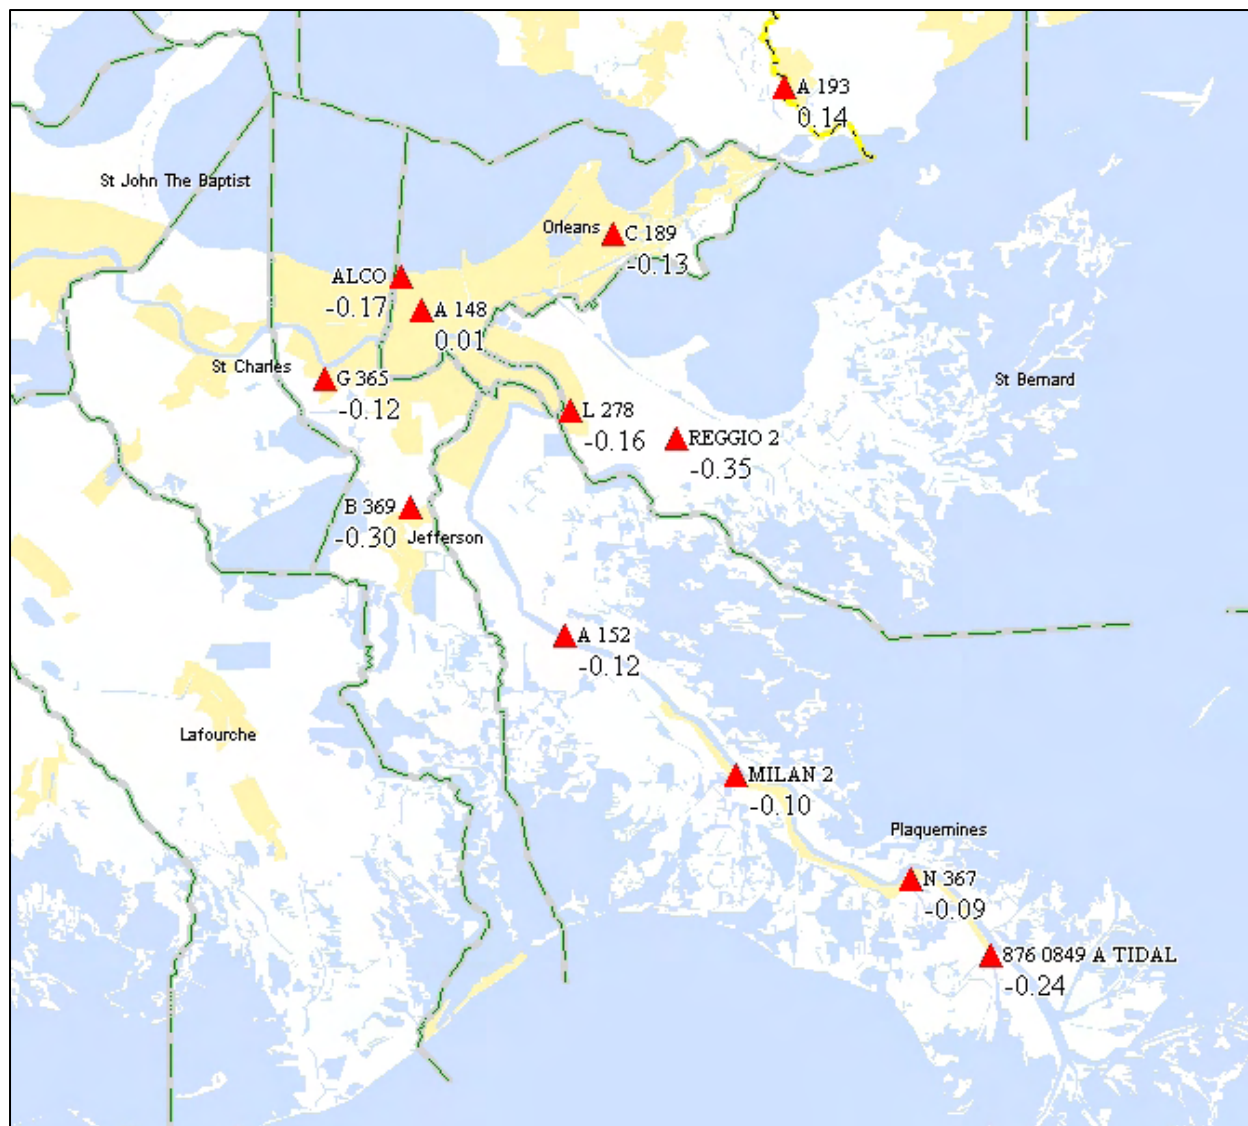 A 193
0.14
St John The Baptist
Orleans
C 189
-0.13
ALCO
-0.17
A 148
0.01
St Charles
G 365
-0.12
St Bernard
L 278
-0.16
REGGIO 2
-0.35
B 369
-0.30
Jefferson
A 152
-0.12
Lafourche
MILAN 2
-0.10
Plaquemines
N 367
-0.09
876 0849 A TIDAL
-0.24